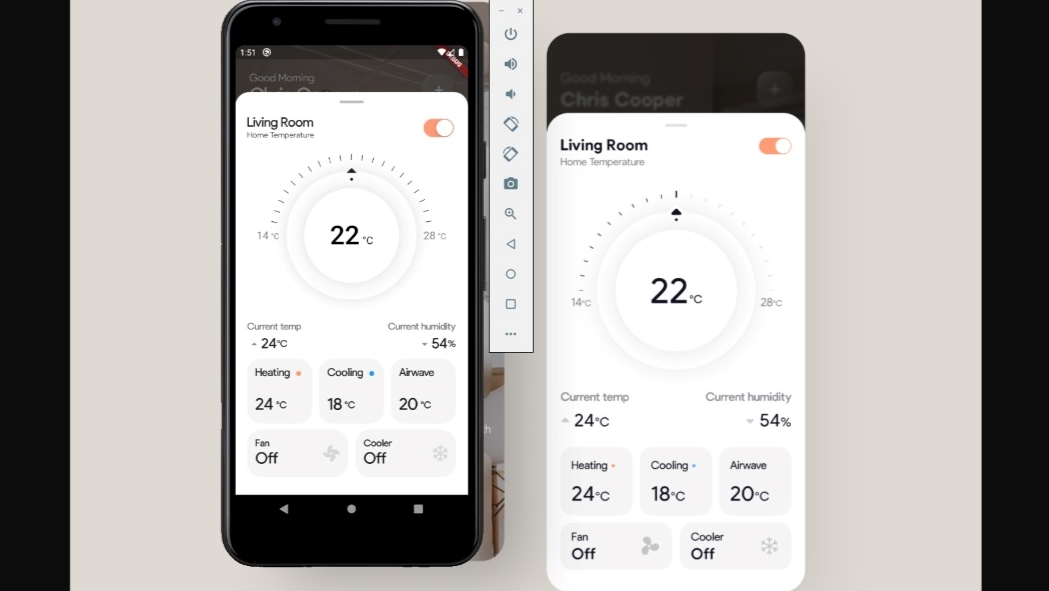 1:51
DEBUG
Good Morning
Chris Co
Living Room
Home Temperature
14 °C
22 °C
28 °C
Current temp
Current humidity
24°C
54%
Heating
Cooling
Airwave
24 °C
18 °C
20 °C
Fan
Cooler
Off
Off
th
Good Morning
Chris Cooper
Living Room
Home Temperature
22°C
14°C
28°C
Current temp
Current humidity
24°C
54%
Heating
Cooling
Airwave
24°C
18°C
20°C
Fan
Cooler
Off
Off